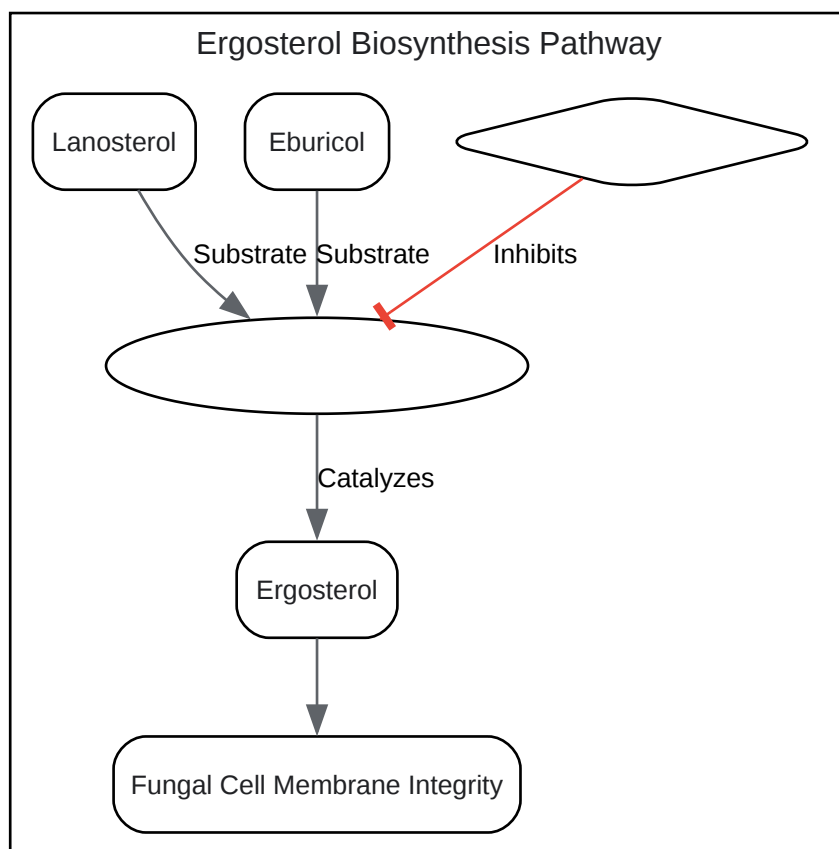 Ergosterol Biosynthesis Pathway
Lanosterol
Eburicol
Substrate
Substrate
Inhibits
Catalyzes
Ergosterol
Fungal Cell Membrane Integrity